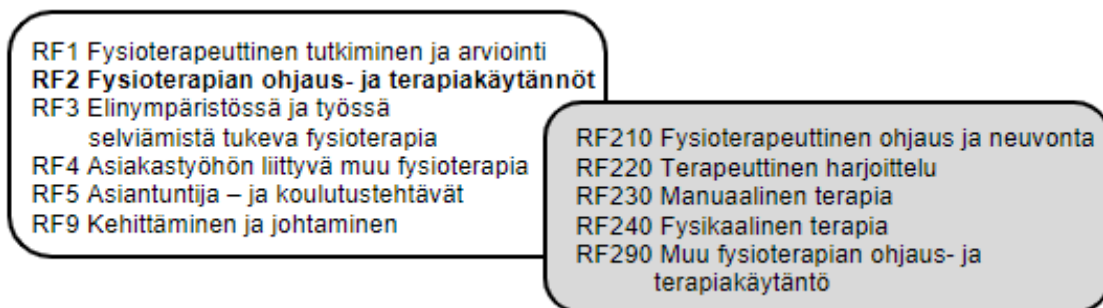 RF1 Fysioterapeuttinen tutkiminen ja arviointi
RF2 Fysioterapian ohjaus- ja terapiakäytännöt
RF3 Elinympäristössä ja työssä
selviämistä tukeva fysioterapia
RF4 Asiakastyöhön liittyvä muu fysioterapia
RF5 Asiantuntija – ja koulutustehtävät
RF9 Kehittäminen ja johtaminen
RF210 Fysioterapeuttinen ohjaus ja neuvonta
RF220 Terapeuttinen harjoittelu
RF230 Manuaalinen terapia
RF240 Fysikaalinen terapia
RF290 Muu fysioterapian ohjaus- ja
terapiakäytäntö